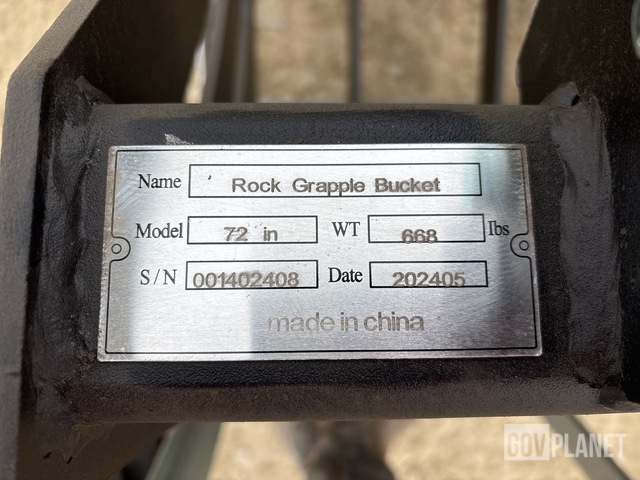 Name Rock Grapple Bucket
Model 72 in WT 668 lbs
S/N 001402408 Date 202405
made in china
GOVPLANET